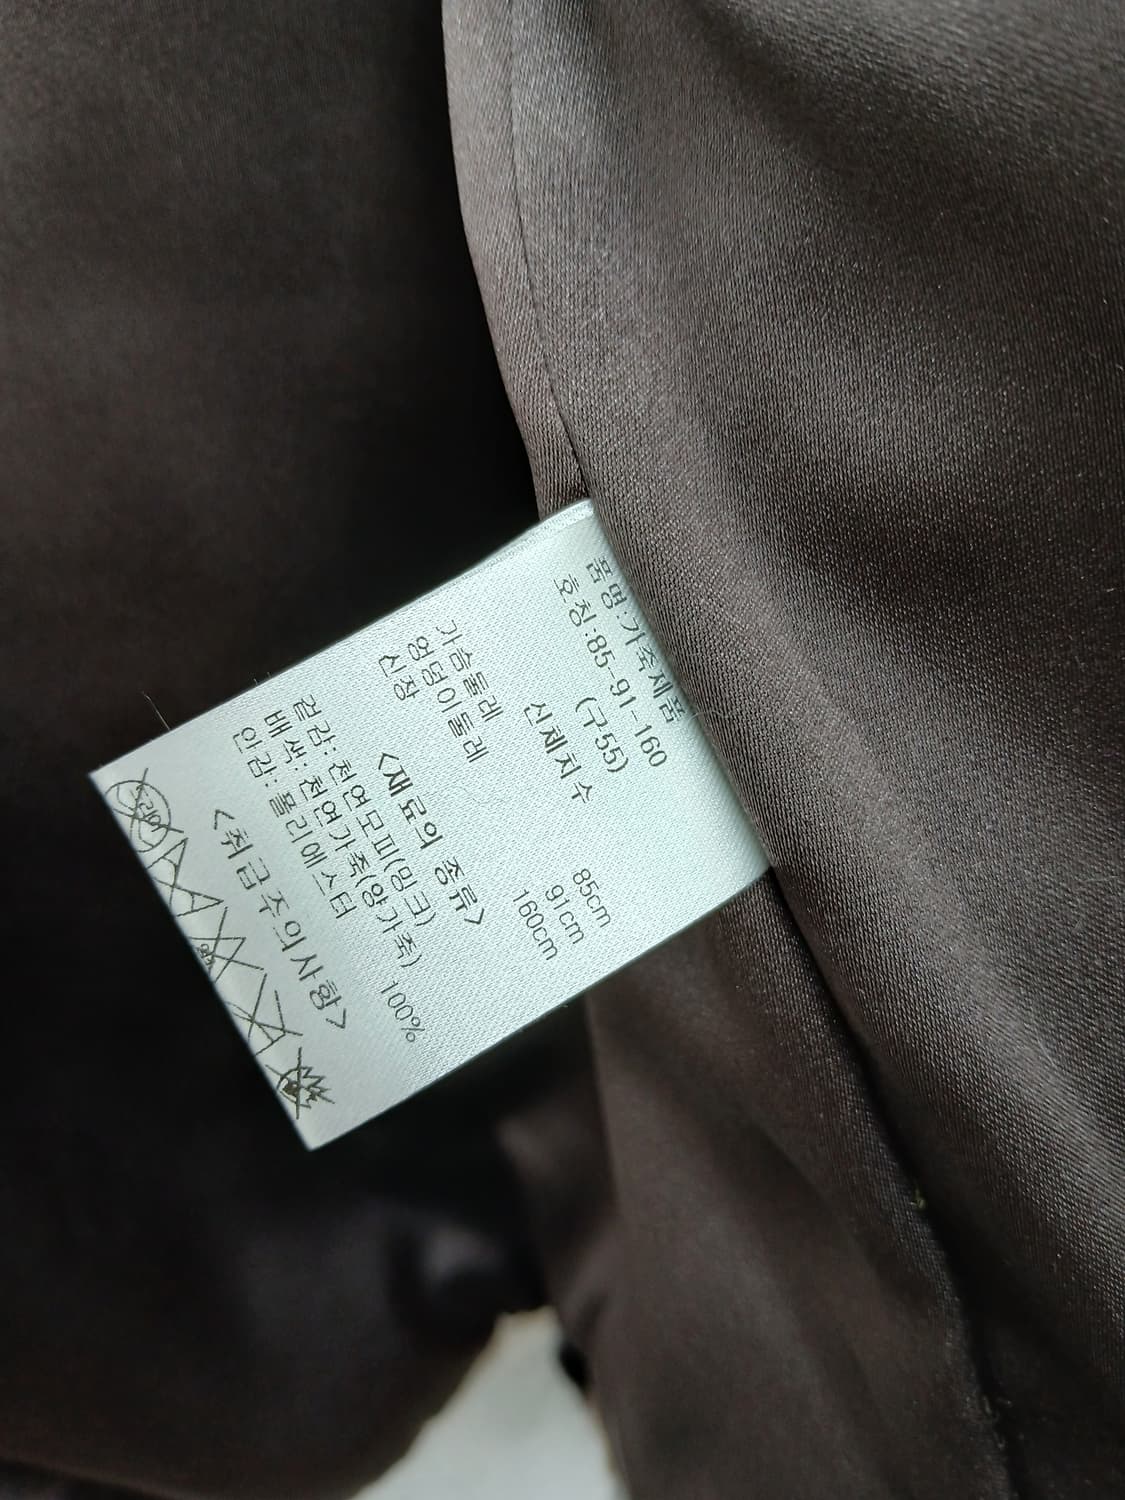 품명:가죽제품
호칭:85-91-160
(구55)
신체치수
가슴둘레 85cm
엉덩이둘레 91cm
신장 160cm
<재료의 종류>
겉감:천연모피(밍크)
배색:천연가죽(양가죽)
안감:폴리에스터 100%
<취급주의사항>